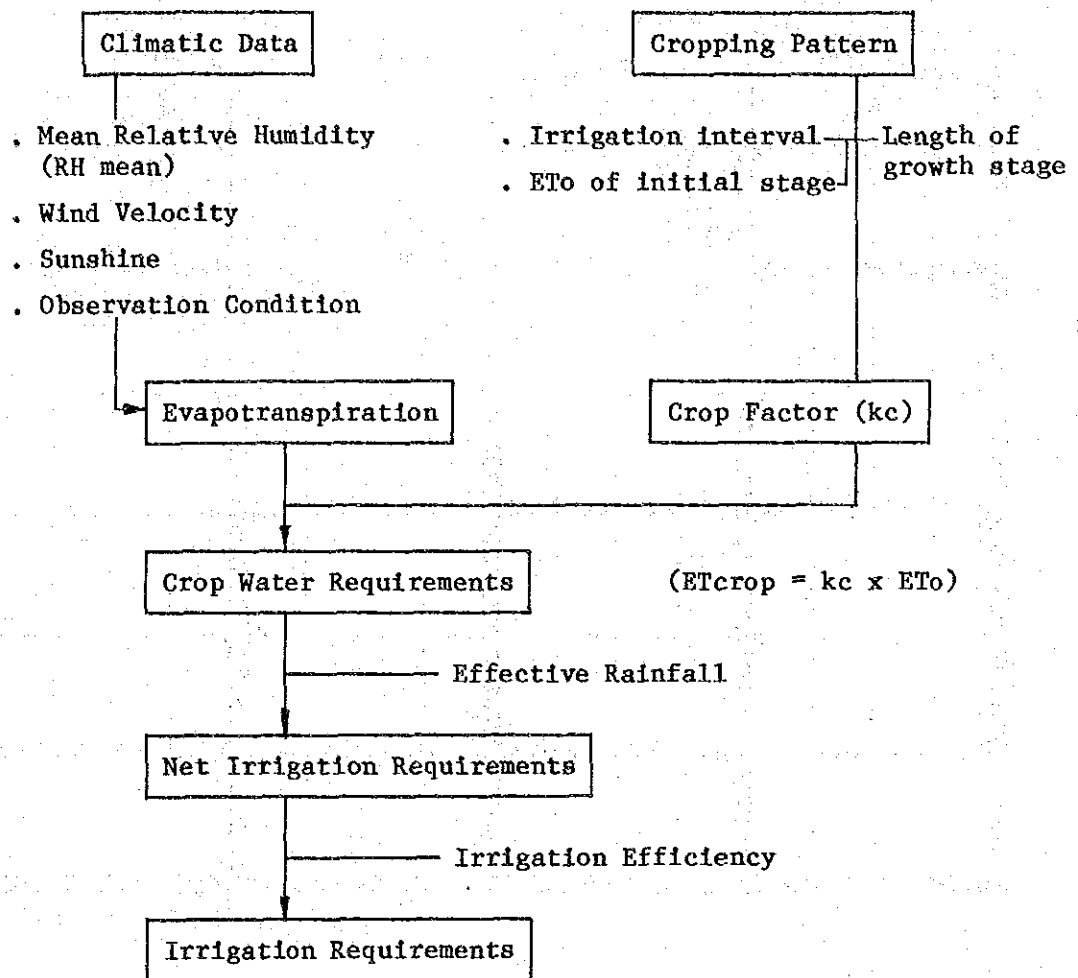 Climatic Data
. Mean Relative Humidity
(RH mean)
. Wind Velocity
. Sunshine
. Observation Condition
Cropping Pattern
. Irrigation interval
. ETo of initial stage
Length of
growth stage
Evapotranspiration
Crop Factor (kc)
Crop Water Requirements
(ETcrop = kc x ETo)
Effective Rainfall
Net Irrigation Requirements
Irrigation Efficiency
Irrigation Requirements